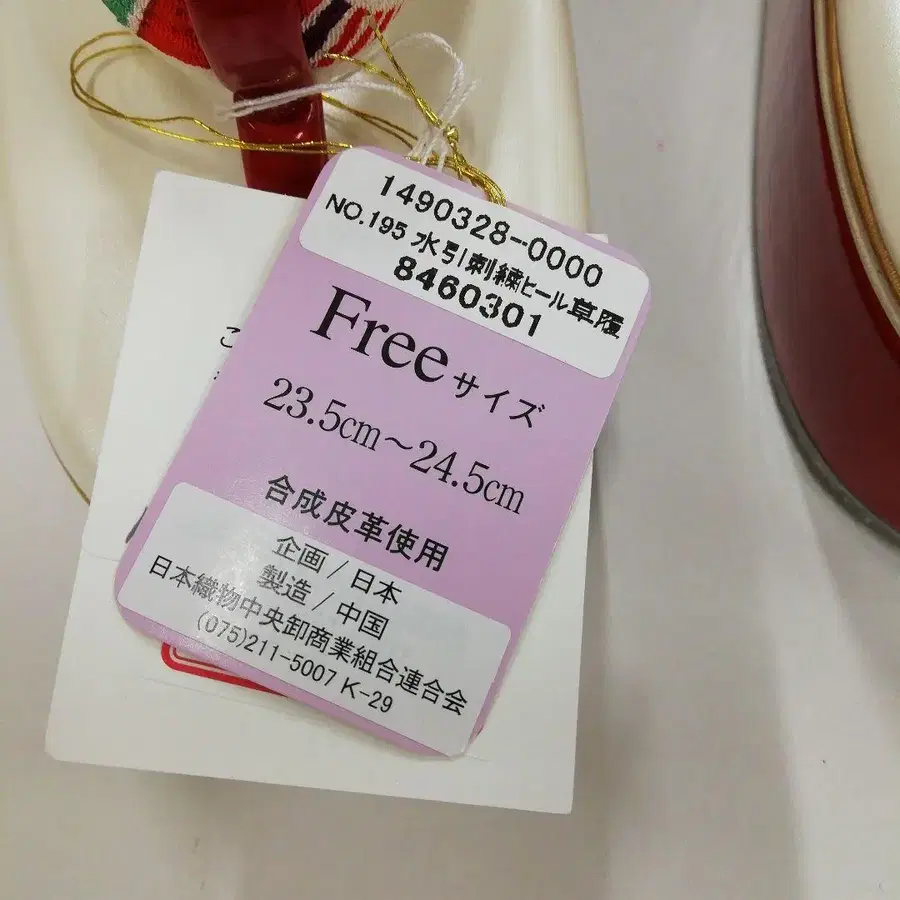 1490328-0000
NO.195 水引刺繍ヒール草履
8460301
Freeサイズ
23.5cm～24.5cm
合成皮革使用
企画/日本
製造/中国
日本織物中央卸商業組合連合会
(075)211-5007 K-29
こ